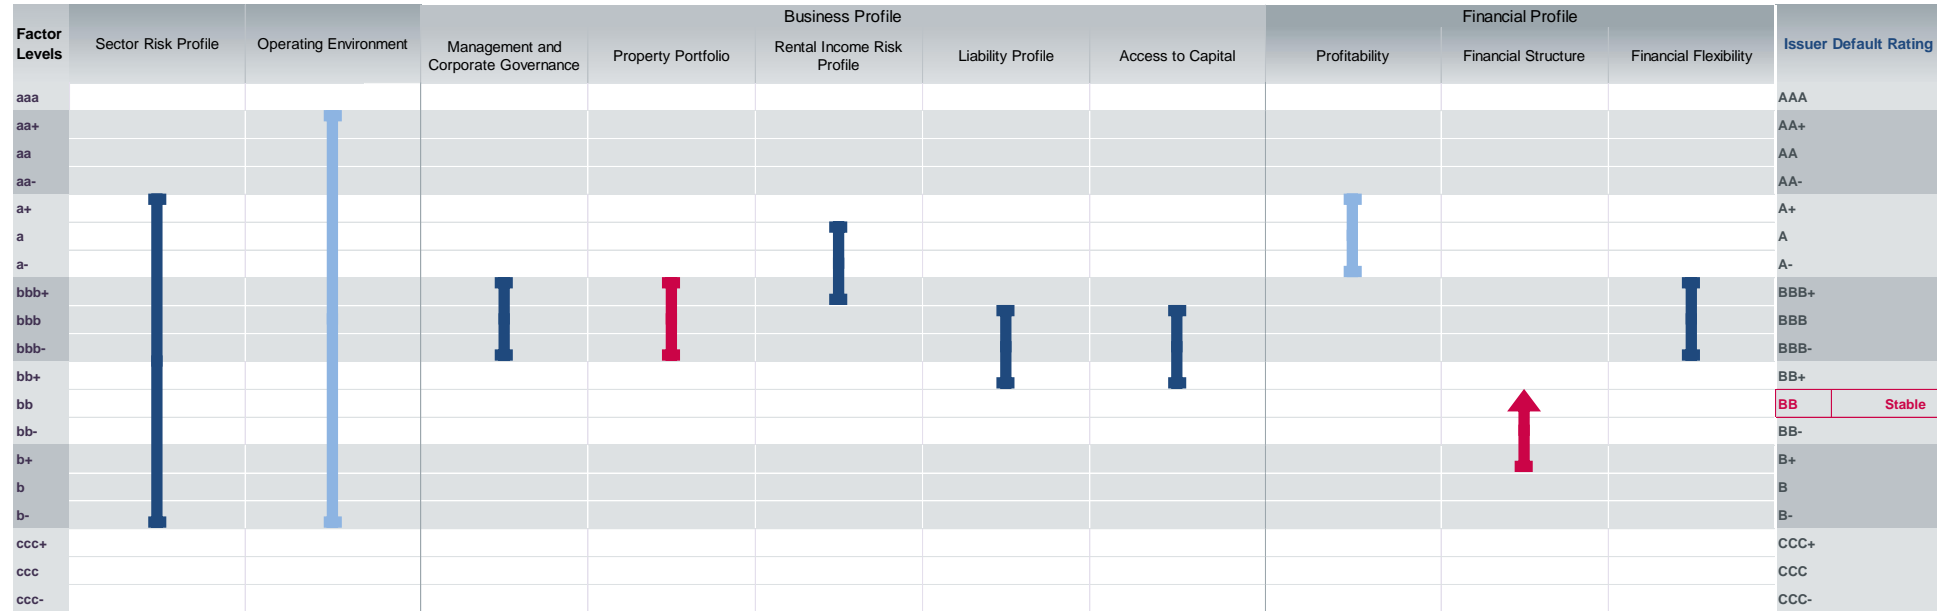 Business Profile
Financial Profile
Factor
Levels
Sector Risk Profile
Operating Environment
Management and
Corporate Governance
Property Portfolio
Rental Income Risk
Profile
Liability Profile
Access to Capital
Profitability
Financial Structure
Financial Flexibility
Issuer Default Rating
aaa AAA
aa+ AA+
aa AA
aa- AA-
a+ A+
a A
a- A-
bbb+ BBB+
bbb BBB
bbb- BBB-
bb+ BB+
bb BB Stable
bb- BB-
b+ B+
b B
b- B-
ccc+ CCC+
ccc CCC
ccc- CCC-